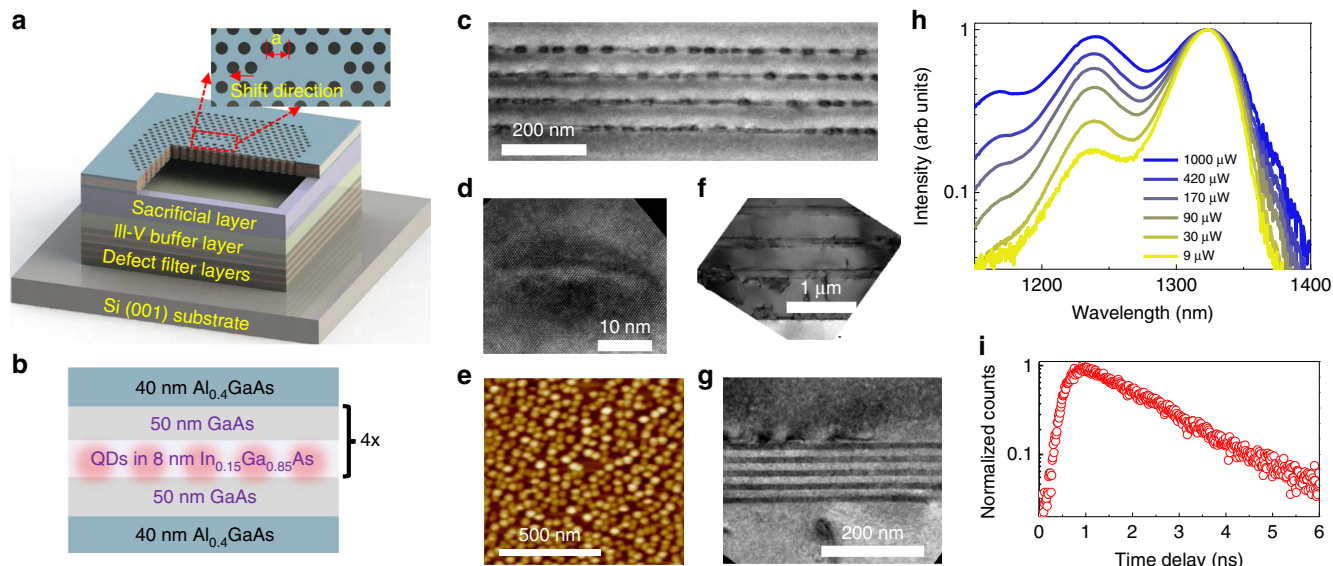 a
a
Shift direction
Sacrificial layer
III-V buffer layer
Defect filter layers
Si (001) substrate
b
40 nm Al0.4GaAs
50 nm GaAs
QDs in 8 nm In0.15Ga0.85As
50 nm GaAs
40 nm Al0.4GaAs
4x
c
200 nm
d
10 nm
e
500 nm
f
1 μm
g
200 nm
h
Intensity (arb units)
1
0.1
1000 μW
420 μW
170 μW
90 μW
30 μW
9 μW
1200
1300
1400
Wavelength (nm)
i
Normalized counts
1
0.1
0
1
2
3
4
5
6
Time delay (ns)